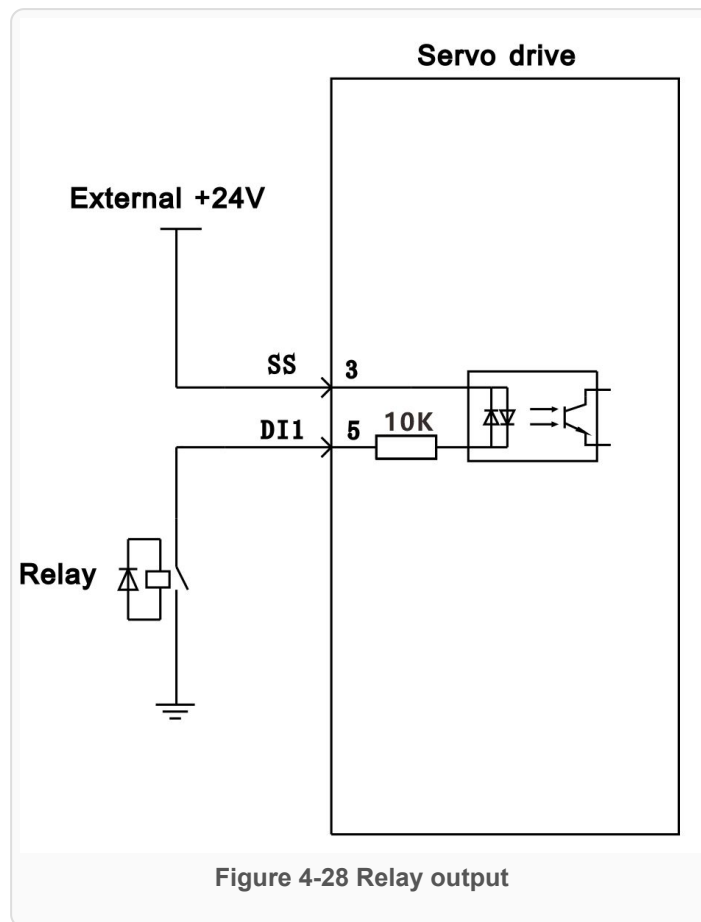 Servo drive
External +24V
SS 3
DI1 5 10K
Relay
Figure 4-28 Relay output